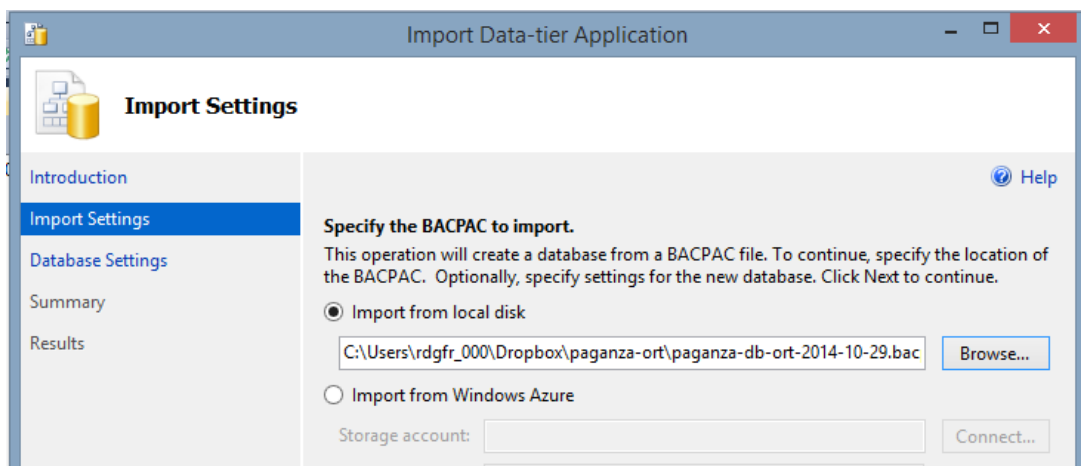 Import Data-tier Application
Import Settings
Introduction
Help
Import Settings
Specify the BACPAC to import.
This operation will create a database from a BACPAC file. To continue, specify the location of
the BACPAC.  Optionally, specify settings for the new database. Click Next to continue.
Database Settings
Summary
Import from local disk
Results
C:\Users\rdgfr_000\Dropbox\paganza-ort\paganza-db-ort-2014-10-29.bac
Browse...
Import from Windows Azure
Storage account:
Connect...